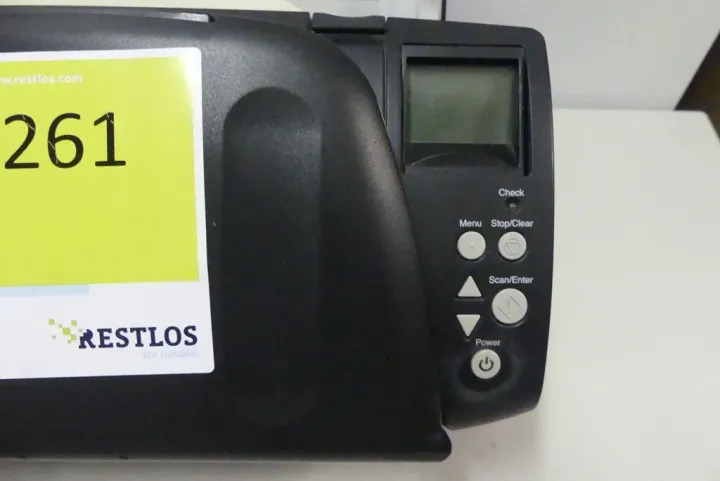 w.restlos.com
261
RESTLOS
Check
Menu Stop/Clear
Scan/Enter
Power